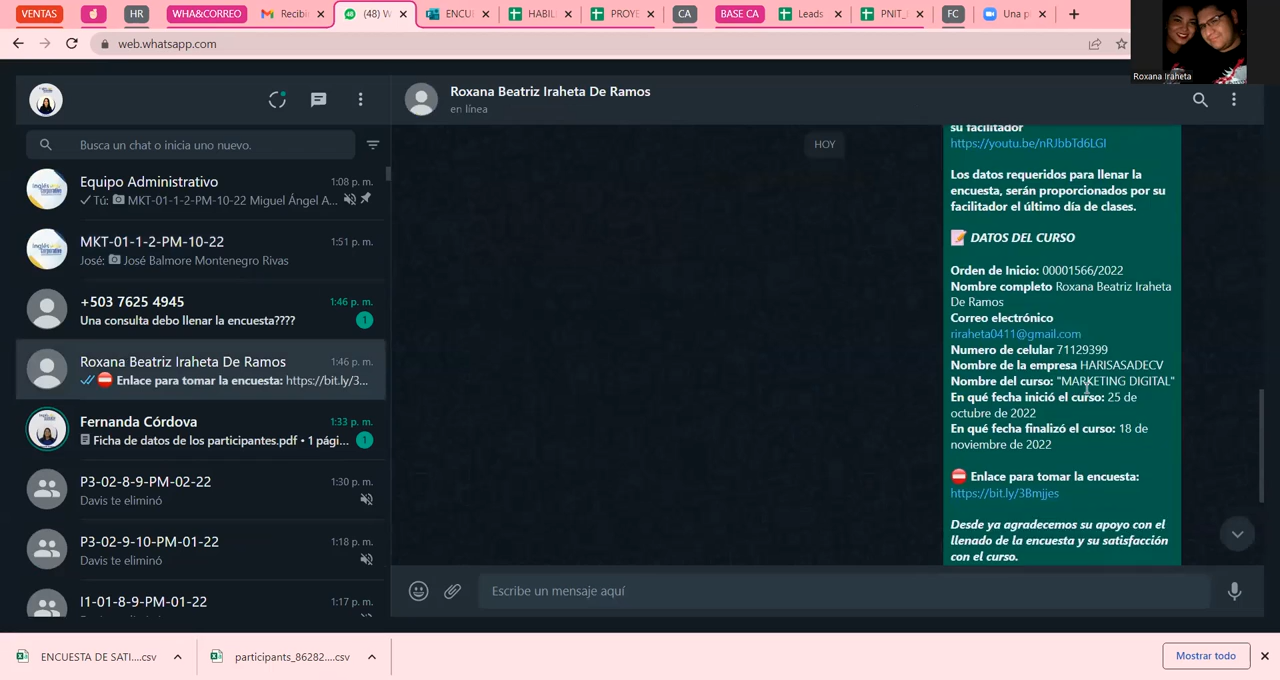 VENTAS
HR
WHA&CORREO
Recibi
(48) W
ENCU
HABIL
PROYE
CA
BASE CA
Leads
PNIT_
FC
Una p
web.whatsapp.com
Roxana Iraheta
Roxana Beatriz Iraheta De Ramos
en línea
Busca un chat o inicia uno nuevo.
Equipo Administrativo
1:08 p. m.
Tú: MKT-01-1-2-PM-10-22 Miguel Ángel A...
MKT-01-1-2-PM-10-22
1:51 p. m.
José: José Balmore Montenegro Rivas
+503 7625 4945
1:46 p. m.
Una consulta debo llenar la encuesta????
1
Roxana Beatriz Iraheta De Ramos
1:46 p. m.
Enlace para tomar la encuesta: https://bit.ly/3...
Fernanda Córdova
1:33 p. m.
Ficha de datos de los participantes.pdf • 1 pági...
1
P3-02-8-9-PM-02-22
1:30 p. m.
Davis te eliminó
P3-02-9-10-PM-01-22
1:18 p. m.
Davis te eliminó
I1-01-8-9-PM-01-22
1:17 p. m.
HOY
su facilitador
https://youtu.be/nRJbbTd6LGI
Los datos requeridos para llenar la
encuesta, serán proporcionados por su
facilitador el último día de clases.
DATOS DEL CURSO
Orden de Inicio: 00001566/2022
Nombre completo Roxana Beatriz Iraheta
De Ramos
Correo electrónico
riraheta0411@gmail.com
Numero de celular 71129399
Nombre de la empresa HARISASADECV
Nombre del curso: "MARKETING DIGITAL"
En qué fecha inició el curso: 25 de
octubre de 2022
En qué fecha finalizó el curso: 18 de
noviembre de 2022
Enlace para tomar la encuesta:
https://bit.ly/3Bmjjes
Desde ya agradecemos su apoyo con el
llenado de la encuesta y su satisfacción
con el curso.
Escribe un mensaje aquí
ENCUESTA DE SATI....csv
participants_86282....csv
Mostrar todo